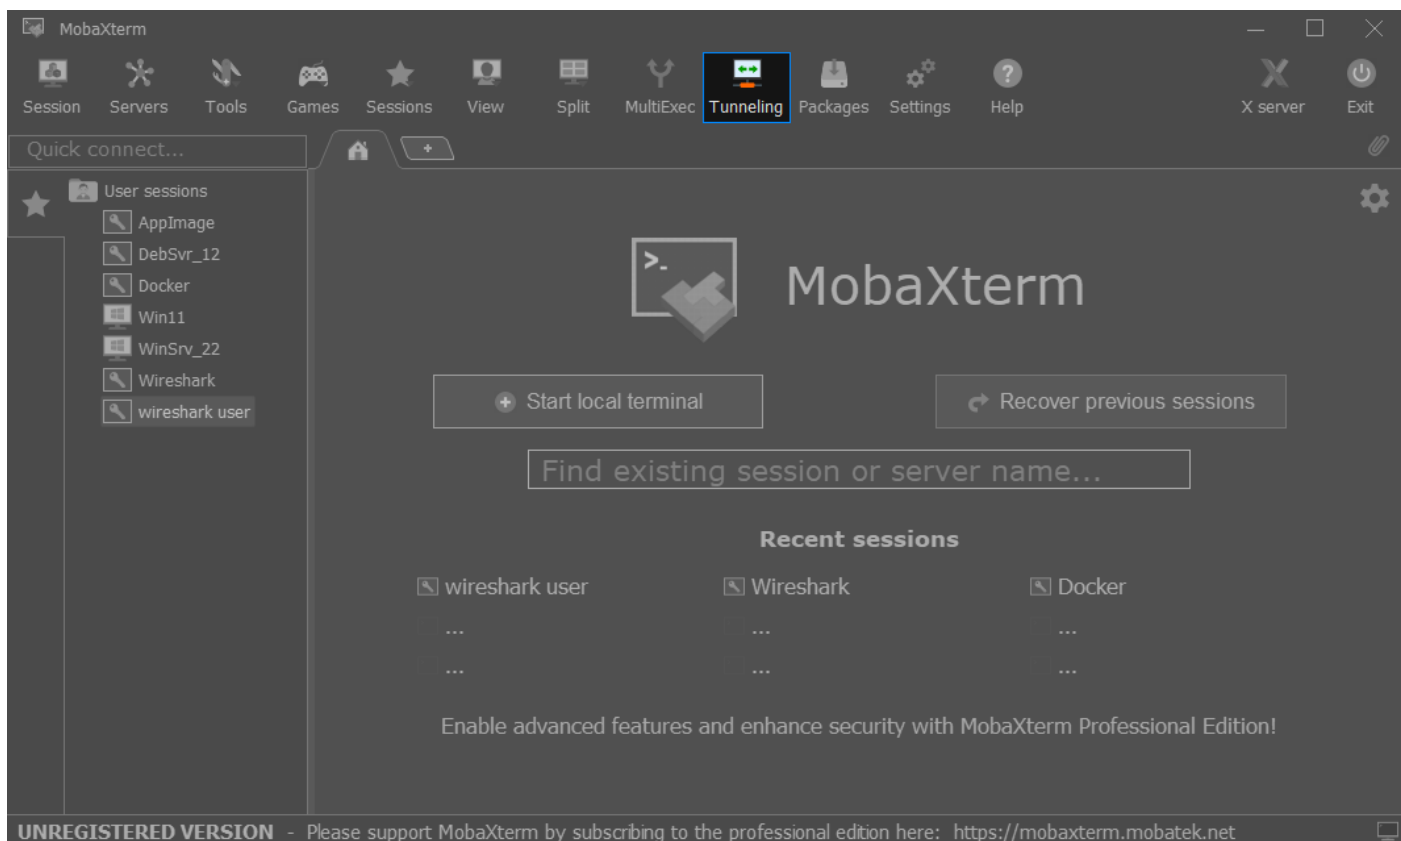 MobaXterm
Session Servers Tools Games Sessions View Split MultiExec Tunneling Packages Settings Help X server Exit
Quick connect...
User sessions
AppImage
DebSvr_12
Docker
Win11
WinSrv_22
Wireshark
wireshark user
>_ MobaXterm
Start local terminal Recover previous sessions
Find existing session or server name...
Recent sessions
wireshark user Wireshark Docker
... ... ...
... ... ...
Enable advanced features and enhance security with MobaXterm Professional Edition!
UNREGISTERED VERSION - Please support MobaXterm by subscribing to the professional edition here: https://mobaxterm.mobatek.net